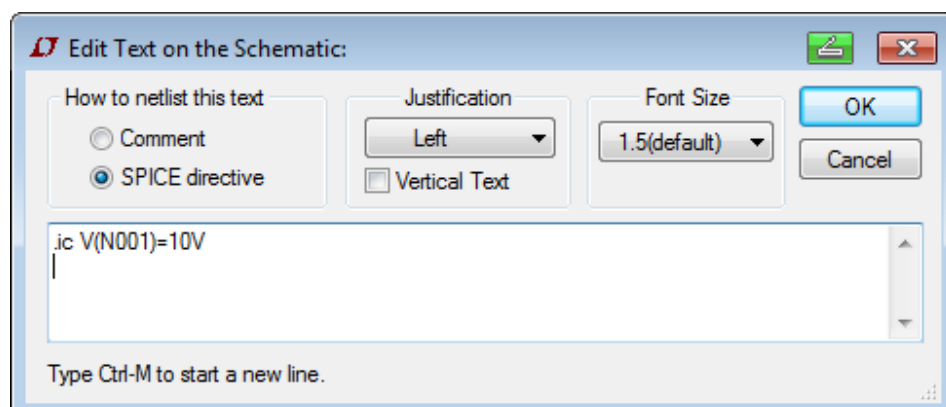 Edit Text on the Schematic:
How to netlist this text
Comment
SPICE directive
Justification
Left
Vertical Text
Font Size
1.5(default)
OK
Cancel
.ic V(N001)=10V
Type Ctrl-M to start a new line.